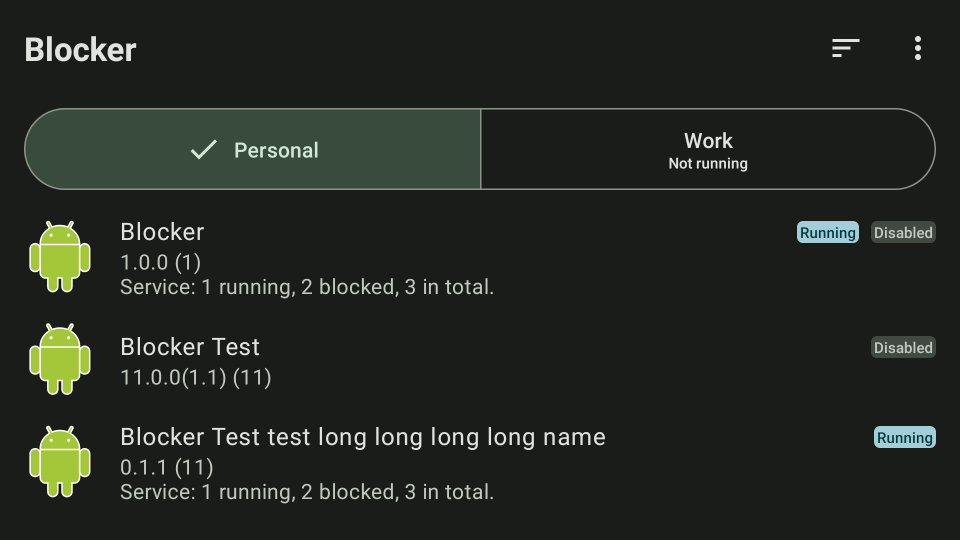 Blocker
Personal
Work
Not running
Blocker
Running
Disabled
1.0.0 (1)
Service: 1 running, 2 blocked, 3 in total.
Blocker Test
Disabled
11.0.0(1.1) (11)
Blocker Test test long long long long name
Running
0.1.1 (11)
Service: 1 running, 2 blocked, 3 in total.